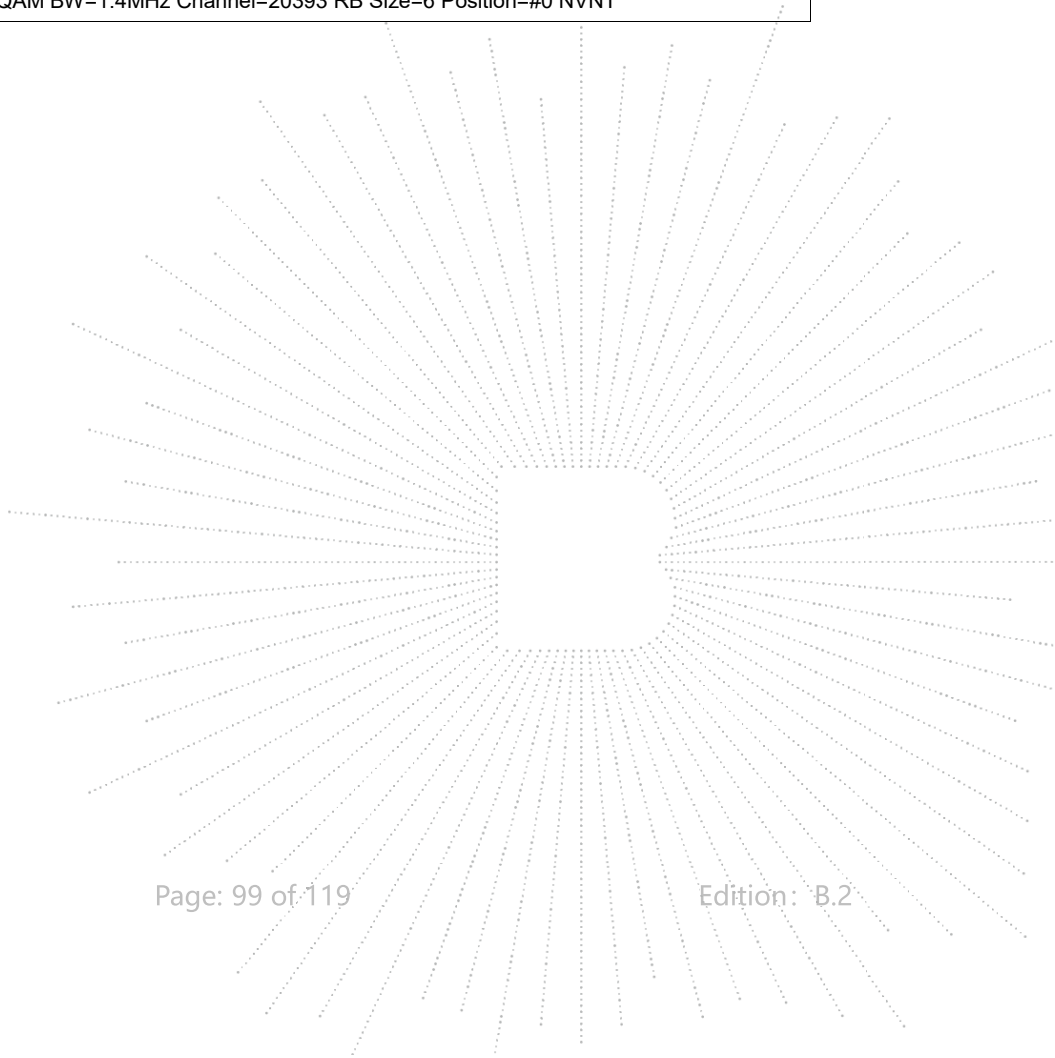 QAM BW=1.4MHz Channel=20393 RB Size=6 Position=#0 NVNT
Page: 99 of 119 Edition: B.2